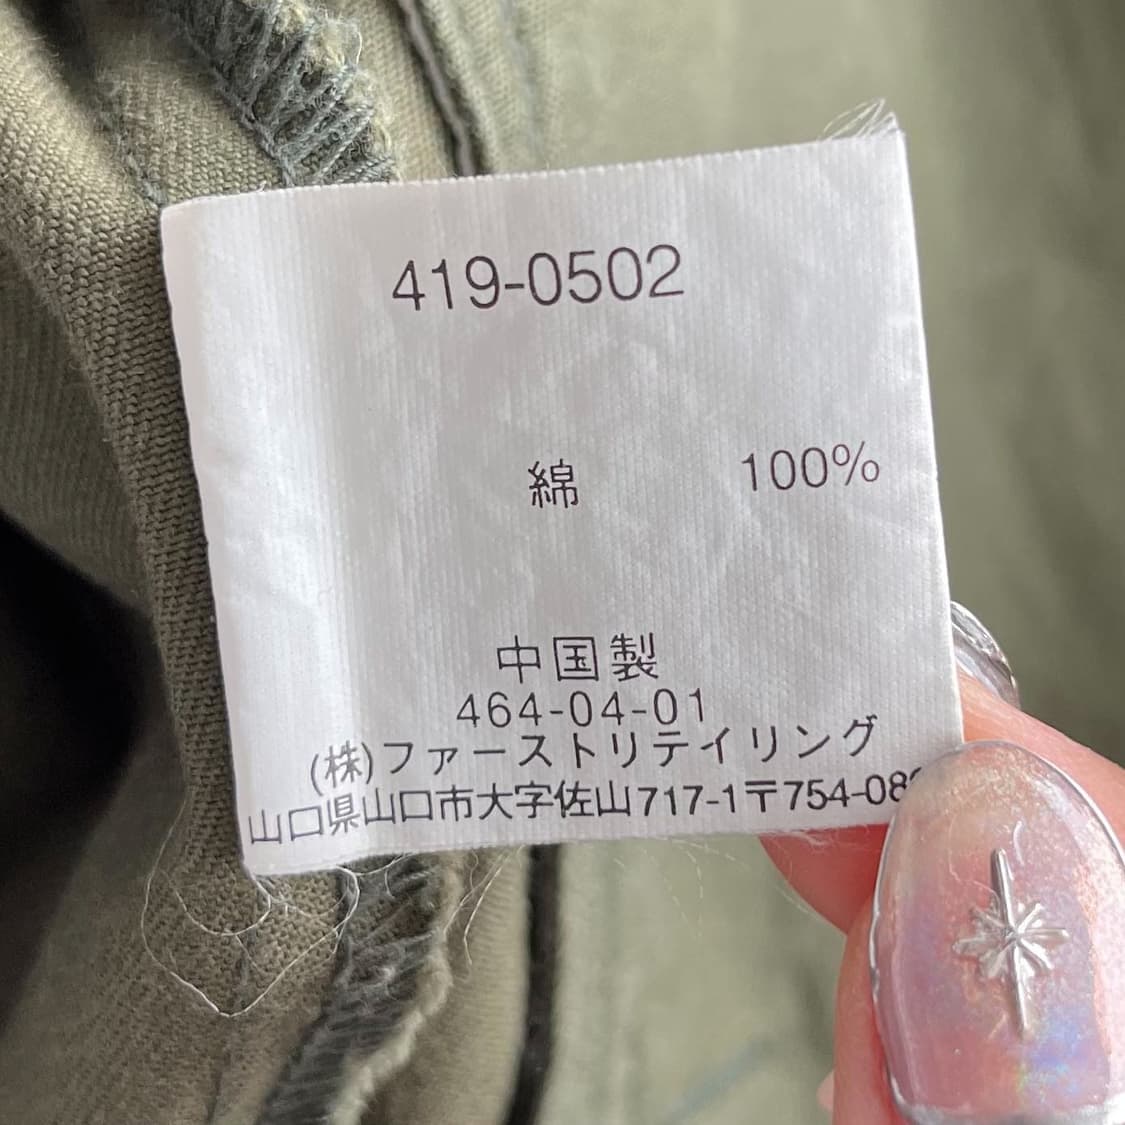 419-0502
綿 100%
中国製
464-04-01
(株)ファーストリテイリング
山口県山口市大字佐山717-1〒754-08